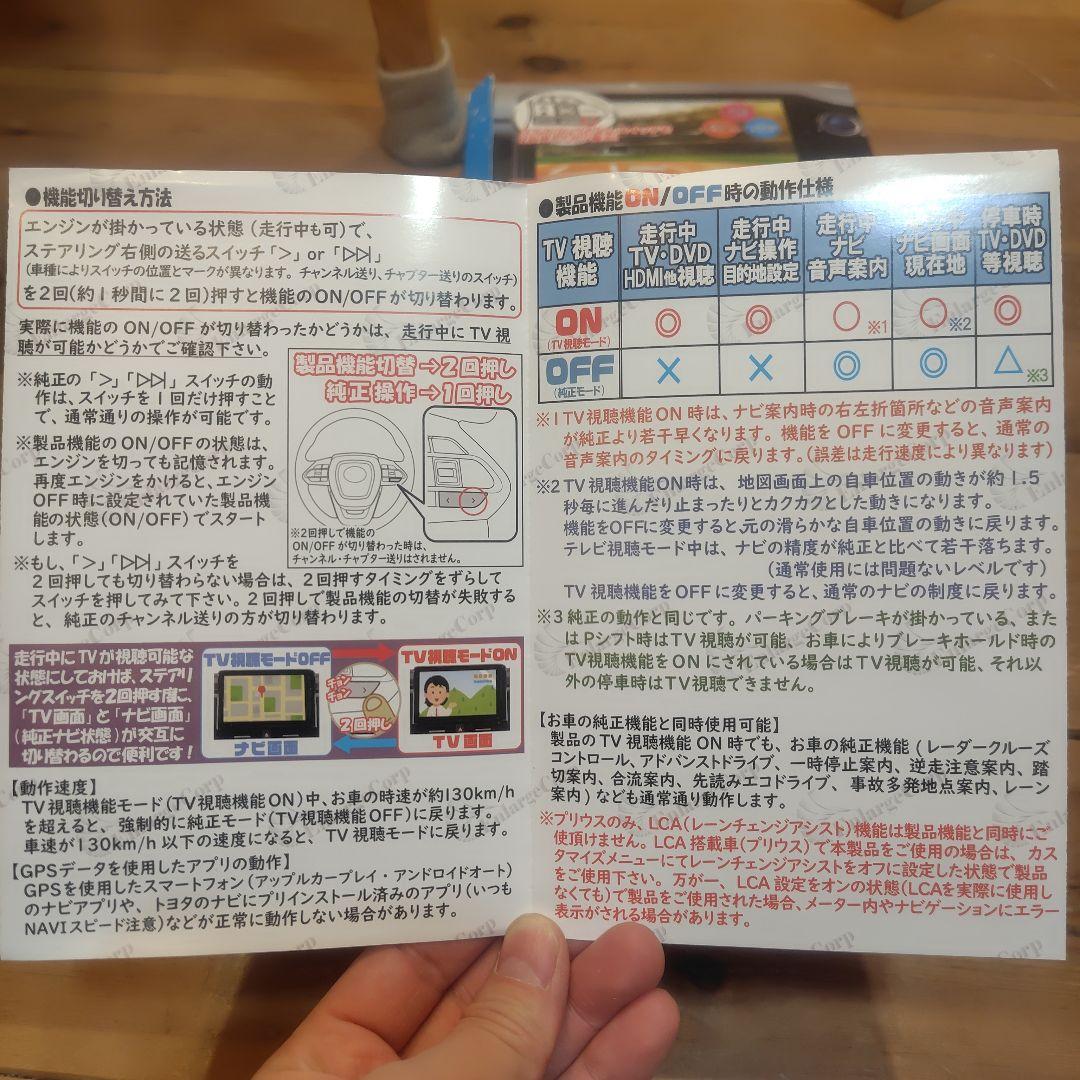 ●機能切り替え方法
エンジンが掛かっている状態(走行中も可)で、
ステアリング右側の送るスイッチ「>」or「▷▷|」
(車種によりスイッチの位置とマークが異なります。チャンネル送り、チャプター送りのスイッチ)
を2回(約1秒間に2回)押すと機能のON/OFFが切り替わります。
実際に機能のON/OFFが切り替わったかどうかは、走行中にTV視
聴が可能かどうかでご確認下さい。
※純正の「>」「▷▷|」スイッチの動
作は、スイッチを1回だけ押すこと
で、通常通りの操作が可能です。
※製品機能のON/OFFの状態は、
エンジンを切っても記憶されます。
再度エンジンをかけると、エンジン
OFF時に設定されていた製品機
能の状態(ON/OFF)でスタート
します。
製品機能切替→2回押し
純正操作→1回押し
※2回押しで機能の
ON/OFFが切り替わった時は、
チャンネル・チャプター送りはされません。
※もし、「>」「▷▷|」スイッチを
2回押しても切り替わらない場合は、2回押すタイミングをずらして
スイッチを押してみて下さい。2回押しで製品機能の切替が失敗する
と、純正のチャンネル送りの方が切り替わります。
走行中にTVが視聴可能な
状態にしておけば、ステアリ
ングスイッチを2回押す度に、
「TV画面」と「ナビ画面」
(純正ナビ状態)が交互に
切り替わるので便利です!
TV視聴モードOFF
ナビ画面
チョン
チョン
2回押し
TV視聴モードON
TV画面
【動作速度】
TV視聴機能モード(TV視聴機能ON)中、お車の時速が約130km/h
を超えると、強制的に純正モード(TV視聴機能OFF)に戻ります。
車速が130km/h以下の速度になると、TV視聴モードに戻ります。
【GPSデータを使用したアプリの動作】
GPSを使用したスマートフォン(アップルカープレイ・アンドロイドオート)
のナビアプリや、トヨタのナビにプリインストール済みのアプリ(いつも
NAVIスピード注意)などが正常に動作しない場合があります。
●製品機能ON/OFF時の動作仕様
TV視聴
機能
走行中
TV・DVD
HDMI他視聴
走行中
ナビ操作
目的地設定
走行中
ナビ
音声案内
ナビ画面
現在地
停車時
TV・DVD
等視聴
ON
(TV視聴モード)
◎ ◎ ○※1 ○※2 ◎
OFF
(純正モード)
× × ◎ ◎ △※3
※1TV視聴機能ON時は、ナビ案内時の右左折箇所などの音声案内
が純正より若干早くなります。機能をOFFに変更すると、通常の
音声案内のタイミングに戻ります。(誤差は走行速度により異なります)
※2TV視聴機能ON時は、地図画面上の自車位置の動きが約1.5
秒毎に進んだり止まったりとカクカクとした動きになります。
機能をOFFに変更すると、元の滑らかな自車位置の動きに戻ります。
テレビ視聴モード中は、ナビの精度が純正と比べて若干落ちます。
(通常使用には問題ないレベルです)
TV視聴機能をOFFに変更すると、通常のナビの制度に戻ります。
※3純正の動作と同じです。パーキングブレーキが掛かっている、また
はPシフト時はTV視聴が可能、お車によりブレーキホールド時の
TV視聴機能をONにされている場合はTV視聴が可能、それ以
外の停車時はTV視聴できません。
【お車の純正機能と同時使用可能】
製品のTV視聴機能ON時でも、お車の純正機能(レーダークルーズ
コントロール、アドバンストドライブ、一時停止案内、逆走注意案内、踏
切案内、合流案内、先読みエコドライブ、事故多発地点案内、レーン
案内)なども通常通り動作します。
※プリウスのみ、LCA(レーンチェンジアシスト)機能は製品機能と同時にご
使頂けません。LCA搭載車(プリウス)で本製品をご使用の場合は、カス
タマイズメニューにてレーンチェンジアシストをオフに設定した状態で製品
をご使用下さい。万が一、LCA設定をオンの状態(LCAを実際に使用し
なくても)で製品をご使用された場合、メーター内やナビゲーションにエラー
表示がされる場合があります。
EnlargeCorp